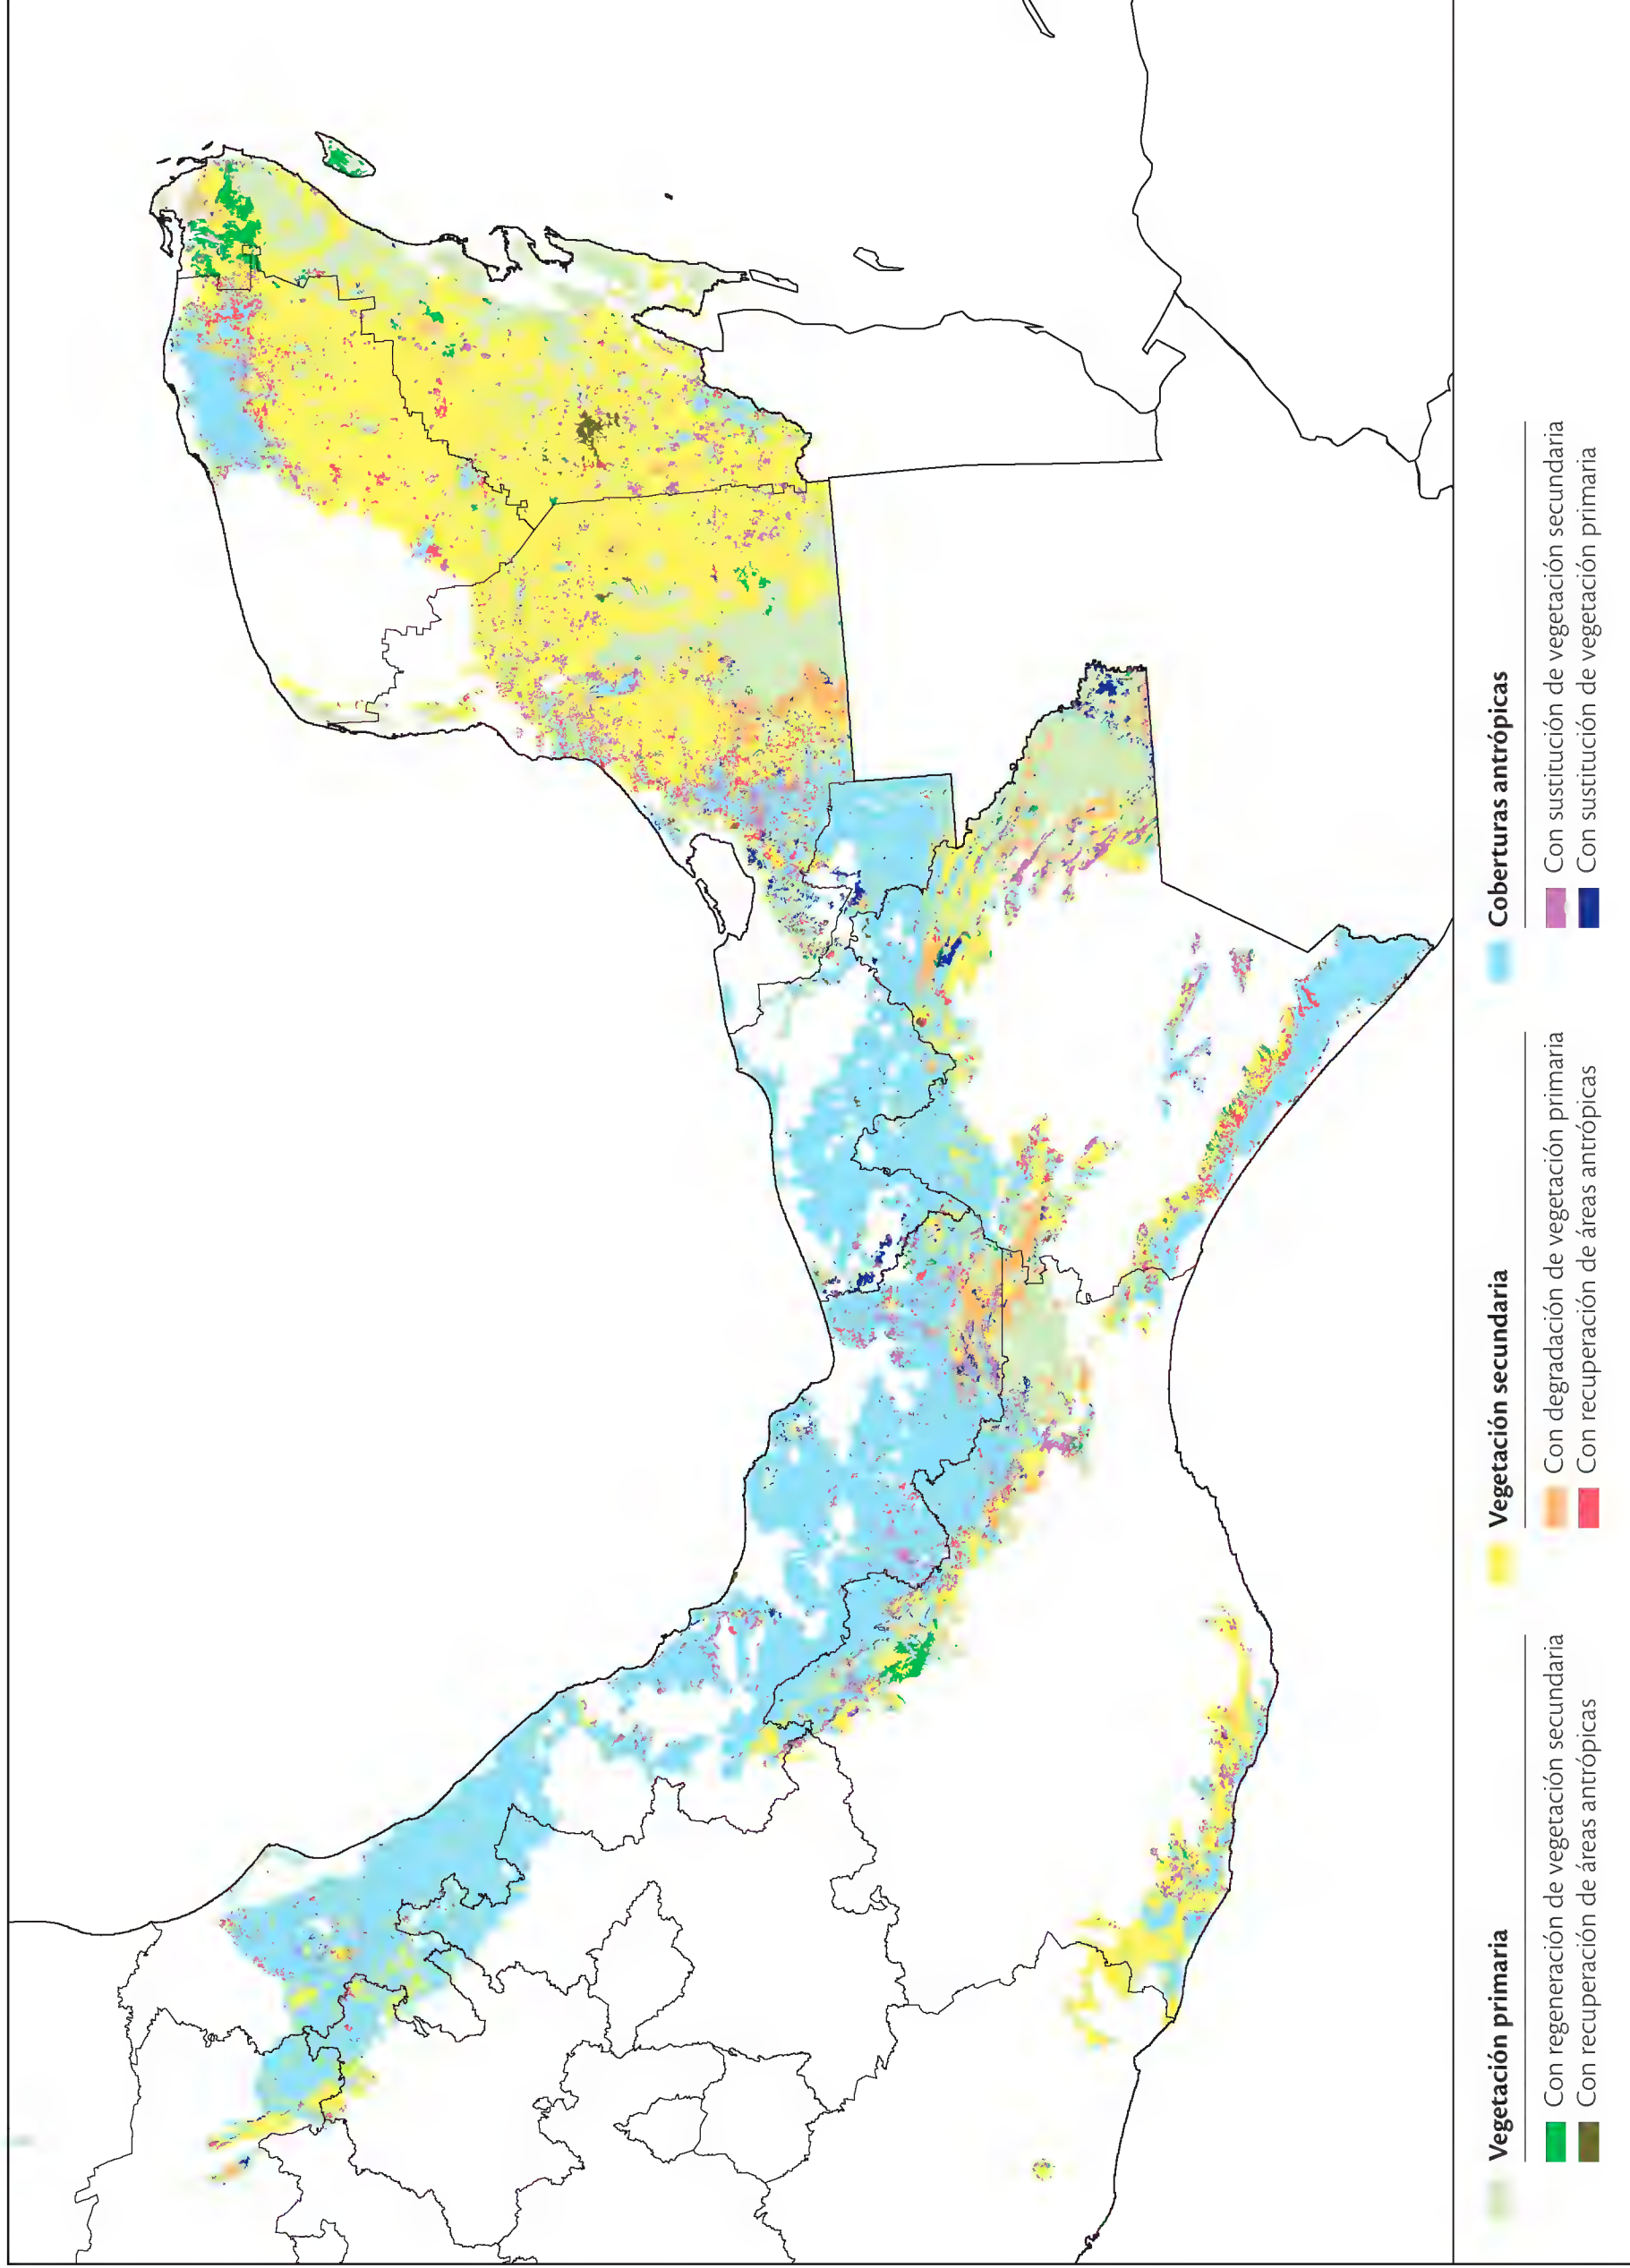 Vegetación primaria
Con regeneración de vegetación secundaria
Con recuperación de áreas antrópicas
Vegetación secundaria
Con degradación de vegetación primaria
Con recuperación de áreas antrópicas
Coberturas antrópicas
Con sustitución de vegetación secundaria
Con sustitución de vegetación primaria